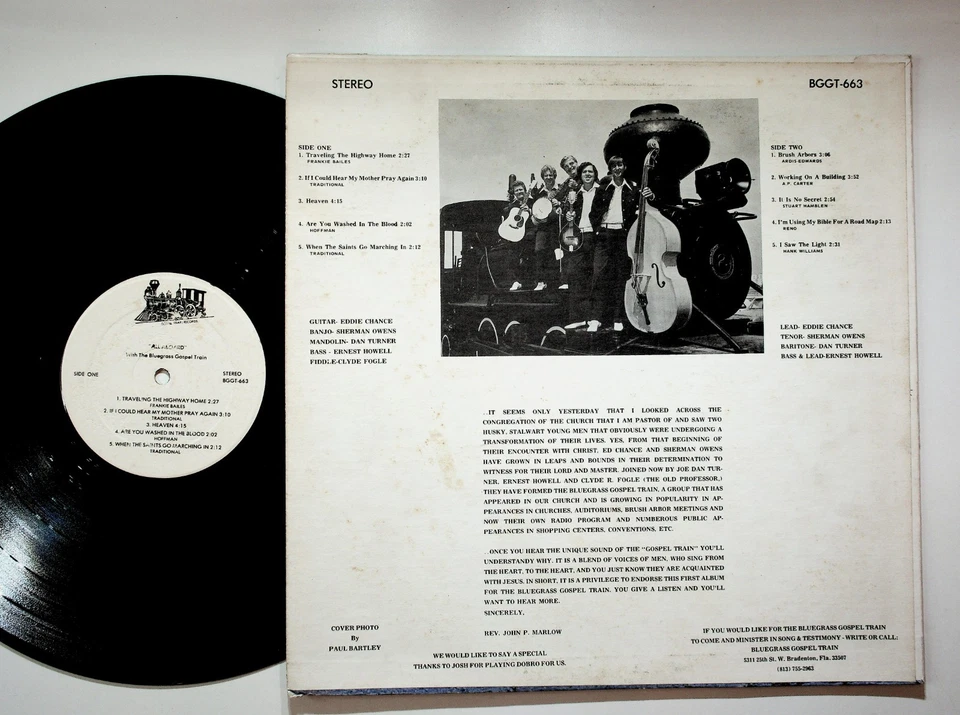 STEREO
BGGT-663
SIDE ONE
1. Traveling The Highway Home 2:27
FRANKIE BAILES
2. If I Could Hear My Mother Pray Again 3:10
TRADITIONAL
3. Heaven 4:15
4. Are You Washed In The Blood 2:02
HOFFMAN
5. When The Saints Go Marching In 2:12
TRADITIONAL
SIDE TWO
1. Brush Arbors 3:06
ARDIS EDWARDS
2. Working On A Building 3:52
A.P. CARTER
3. It Is No Secret 2:54
STUART HAMBLEN
4. I'm Using My Bible For A Road Map 2:13
RENO
5. I Saw The Light 2:31
HANK WILLIAMS
GUITAR- EDDIE CHANCE
BANJO- SHERMAN OWENS
MANDOLIN- DAN TURNER
BASS - ERNEST HOWELL
FIDDLE-CLYDE FOGLE
LEAD- EDDIE CHANCE
TENOR- SHERMAN OWENS
BARITONE- DAN TURNER
BASS & LEAD-ERNEST HOWELL
"ALL ABOARD"
With The Bluegrass Gospel Train
SIDE ONE
STEREO
BGGT-663
1. TRAVELING THE HIGHWAY HOME 2:27
FRANKIE BAILES
2. IF I COULD HEAR MY MOTHER PRAY AGAIN 3:10
TRADITIONAL
3. HEAVEN 4:15
4. ARE YOU WASHED IN THE BLOOD 2:02
HOFFMAN
5. WHEN THE SAINTS GO MARCHING IN 2:12
TRADITIONAL
..IT SEEMS ONLY YESTERDAY THAT I LOOKED ACROSS THE
CONGREGATION OF THE CHURCH THAT I AM PASTOR OF AND SAW TWO
HUSKY, STALWART YOUNG MEN THAT OBVIOUSLY WERE UNDERGOING A
TRANSFORMATION OF THEIR LIVES. YES, FROM THAT BEGINNING OF
THEIR ENCOUNTER WITH CHRIST, ED CHANCE AND SHERMAN OWENS
HAVE GROWN IN LEAPS AND BOUNDS IN THEIR DETERMINATION TO
WITNESS FOR THEIR LORD AND MASTER. JOINED NOW BY JOE DAN TUR-
NER, ERNEST HOWELL AND CLYDE R. FOGLE (THE OLD PROFESSOR,)
THEY HAVE FORMED THE BLUEGRASS GOSPEL TRAIN, A GROUP THAT HAS
APPEARED IN OUR CHURCH AND IS GROWING IN POPULARITY IN AP-
PEARANCES IN CHURCHES, AUDITORIUMS, BRUSH ARBOR MEETINGS AND
NOW THEIR OWN RADIO PROGRAM AND NUMBEROUS PUBLIC AP-
PEARANCES IN SHOPPING CENTERS, CONVENTIONS, ETC.
..ONCE YOU HEAR THE UNIQUE SOUND OF THE "GOSPEL TRAIN" YOU'LL
UNDERSTANDY WHY. IT IS A BLEND OF VOICES OF MEN, WHO SING FROM
THE HEART, TO THE HEART, AND YOU JUST KNOW THEY ARE ACQUAINTED
WITH JESUS. IN SHORT, IT IS A PRIVILEGE TO ENDORSE THIS FIRST ALBUM
FOR THE BLUEGRASS GOSPEL TRAIN. YOU GIVE A LISTEN AND YOU'LL
WANT TO HEAR MORE.
SINCERELY,
REV. JOHN P. MARLOW
COVER PHOTO
By
PAUL BARTLEY
WE WOULD LIKE TO SAY A SPECIAL
THANKS TO JOSH FOR PLAYING DOBRO FOR US.
IF YOU WOULD LIKE FOR THE BLUEGRASS GOSPEL TRAIN
TO COME AND MINISTER IN SONG & TESTIMONY - WRITE OR CALL:
BLUEGRASS GOSPEL TRAIN
5311 25th St. W. Bradenton, Fla. 33507
(813) 755-2963